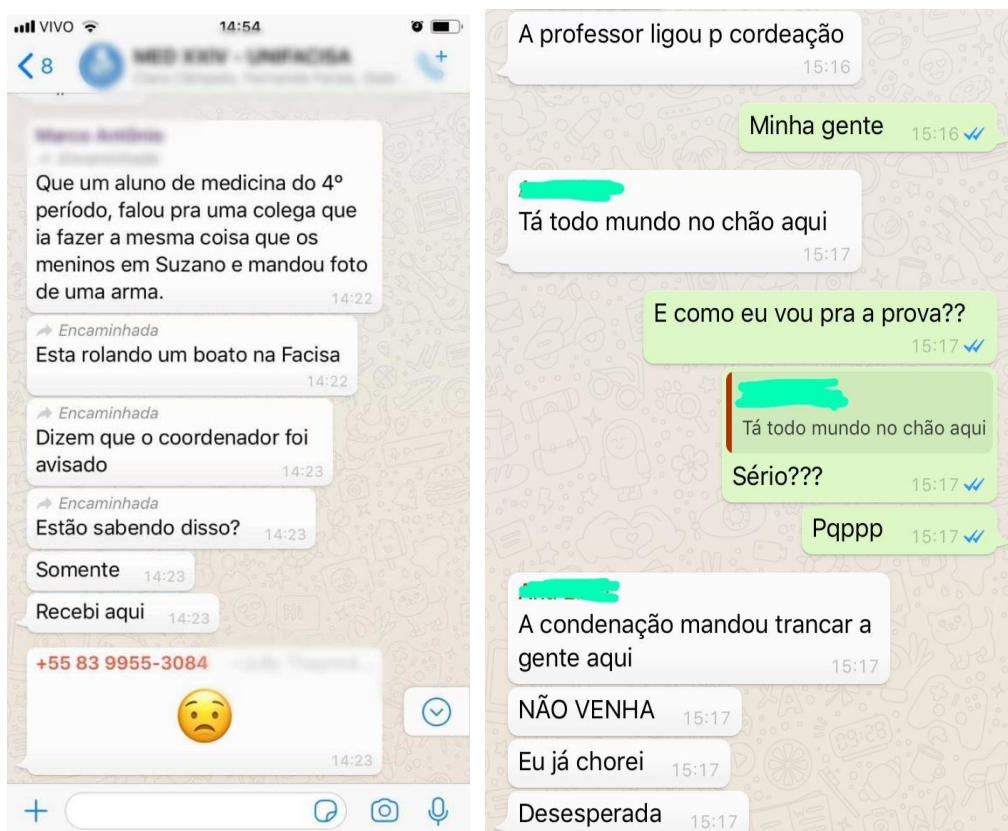 VIVO 14:54
8 MED XXIV - UNIFACISA
Marco Antônio
Encaminhada
Que um aluno de medicina do 4º
período, falou pra uma colega que
ia fazer a mesma coisa que os
meninos em Suzano e mandou foto
de uma arma. 14:22
Encaminhada
Esta rolando um boato na Facisa
14:22
Encaminhada
Dizem que o coordenador foi
avisado 14:23
Encaminhada
Estão sabendo disso? 14:23
Somente 14:23
Recebi aqui 14:23
+55 83 9955-3084
14:23
A professor ligou p cordeação
15:16
Minha gente 15:16
Tá todo mundo no chão aqui
15:17
E como eu vou pra a prova??
15:17
Tá todo mundo no chão aqui
Sério??? 15:17
Pqppp 15:17
A condenação mandou trancar a
gente aqui 15:17
NÃO VENHA 15:17
Eu já chorei 15:17
Desesperada 15:17